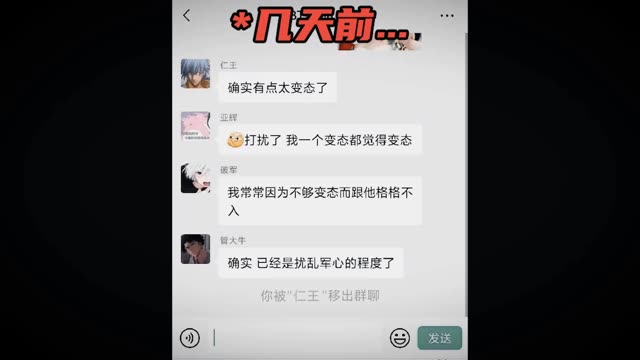 *几天前...
仁王
确实有点太变态了
亚辉
打扰了 我一个变态都觉得变态
破军
我常常因为不够变态而跟他格格不
入
管大牛
确实 已经是扰乱军心的程度了
你被"仁王"移出群聊
发送